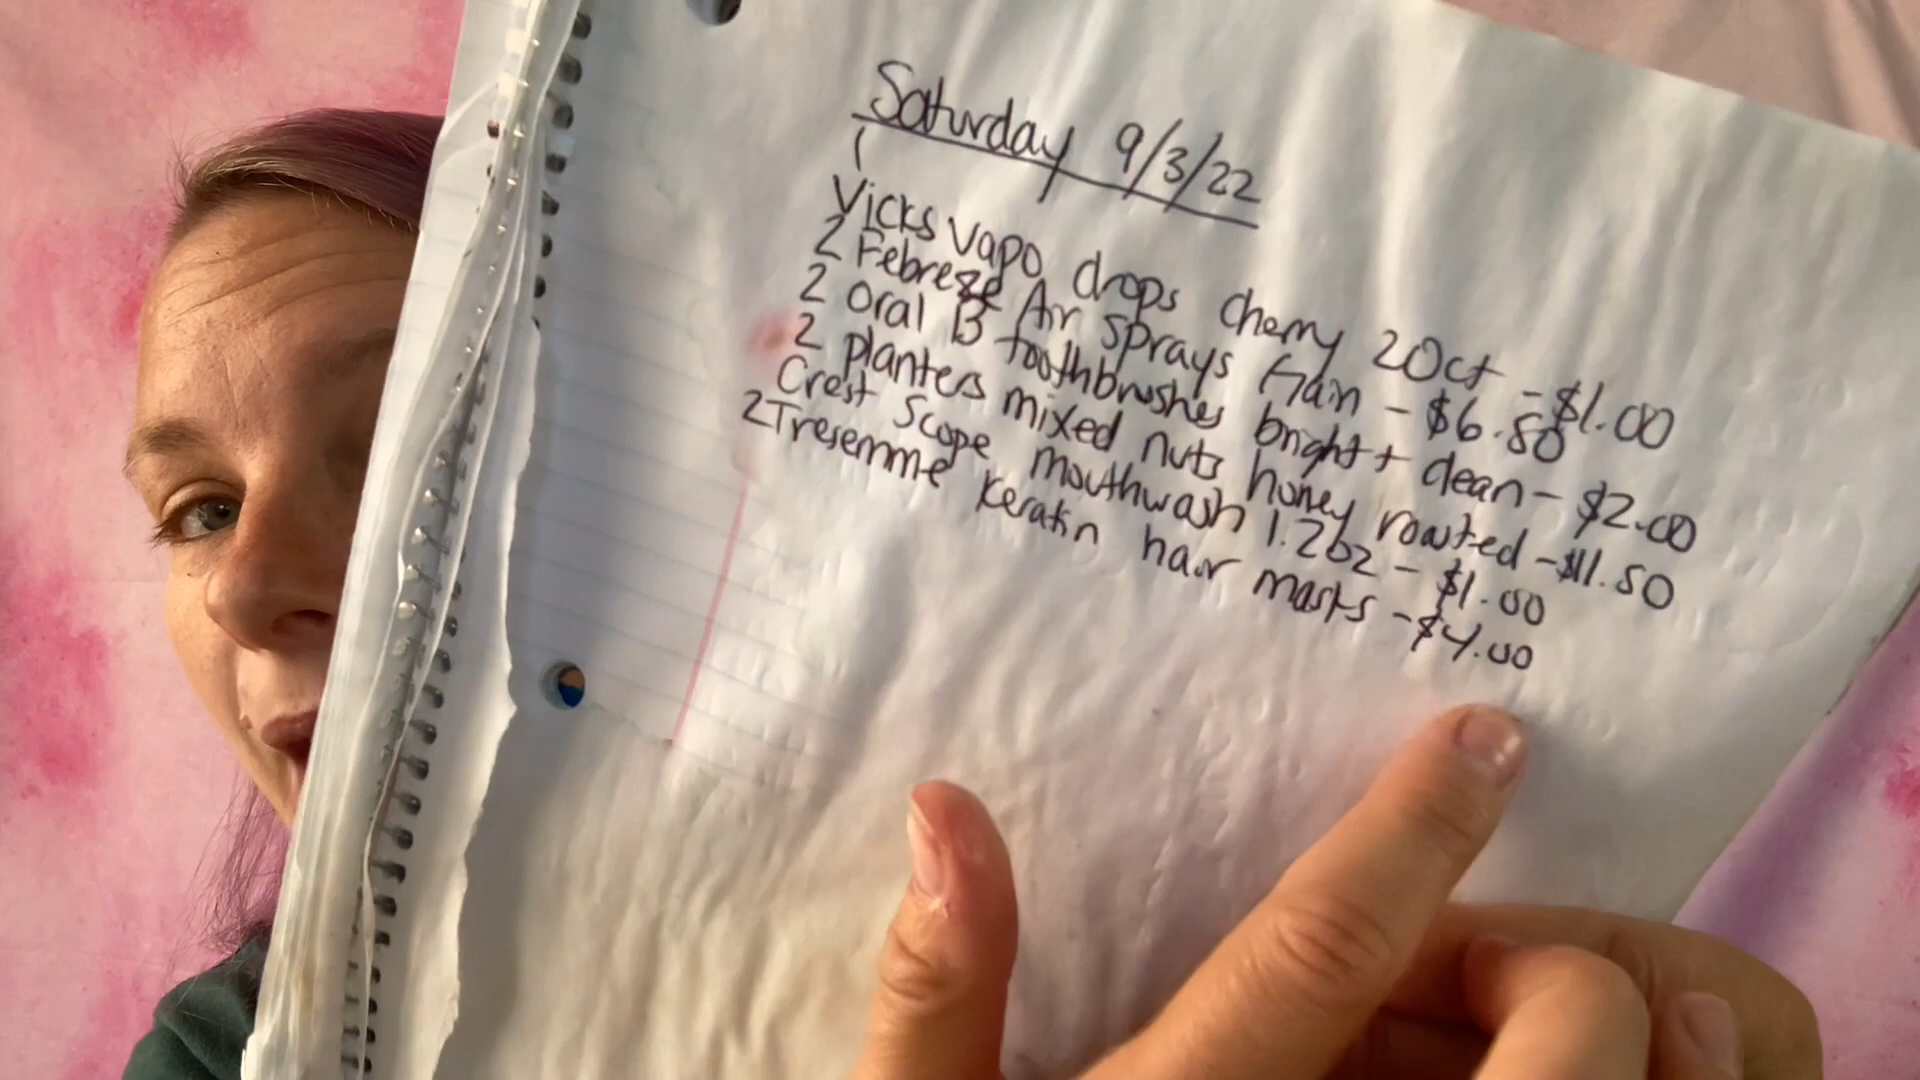 Saturday 9/3/22
Vicks Vapo drops cherry 20ct - $1.00
2 Febreze Air Sprays Gain - $6.50
2 Oral B toothbrushes bright + clean - $2.00
2 planters mixed nuts honey roasted - $11.50
Crest Scope mouthwash 1.2oz - $1.00
2 Tresemme Keratin hair masks - $4.00